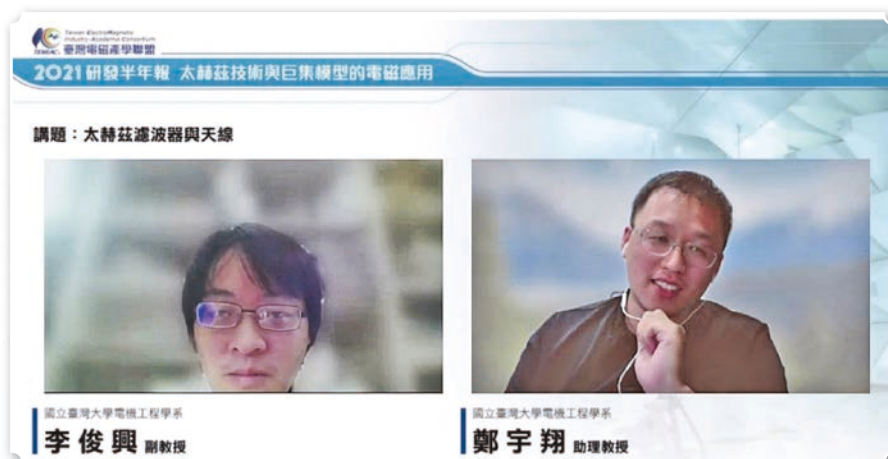 Taiwan ElectroMagnetic
Industry-Academia Consortium
臺灣電磁產學聯盟
2021 研發半年報 太赫茲技術與巨集模型的電磁應用
講題：太赫茲濾波器與天線
國立臺灣大學電機工程學系
李俊興 副教授
國立臺灣大學電機工程學系
鄭宇翔 助理教授